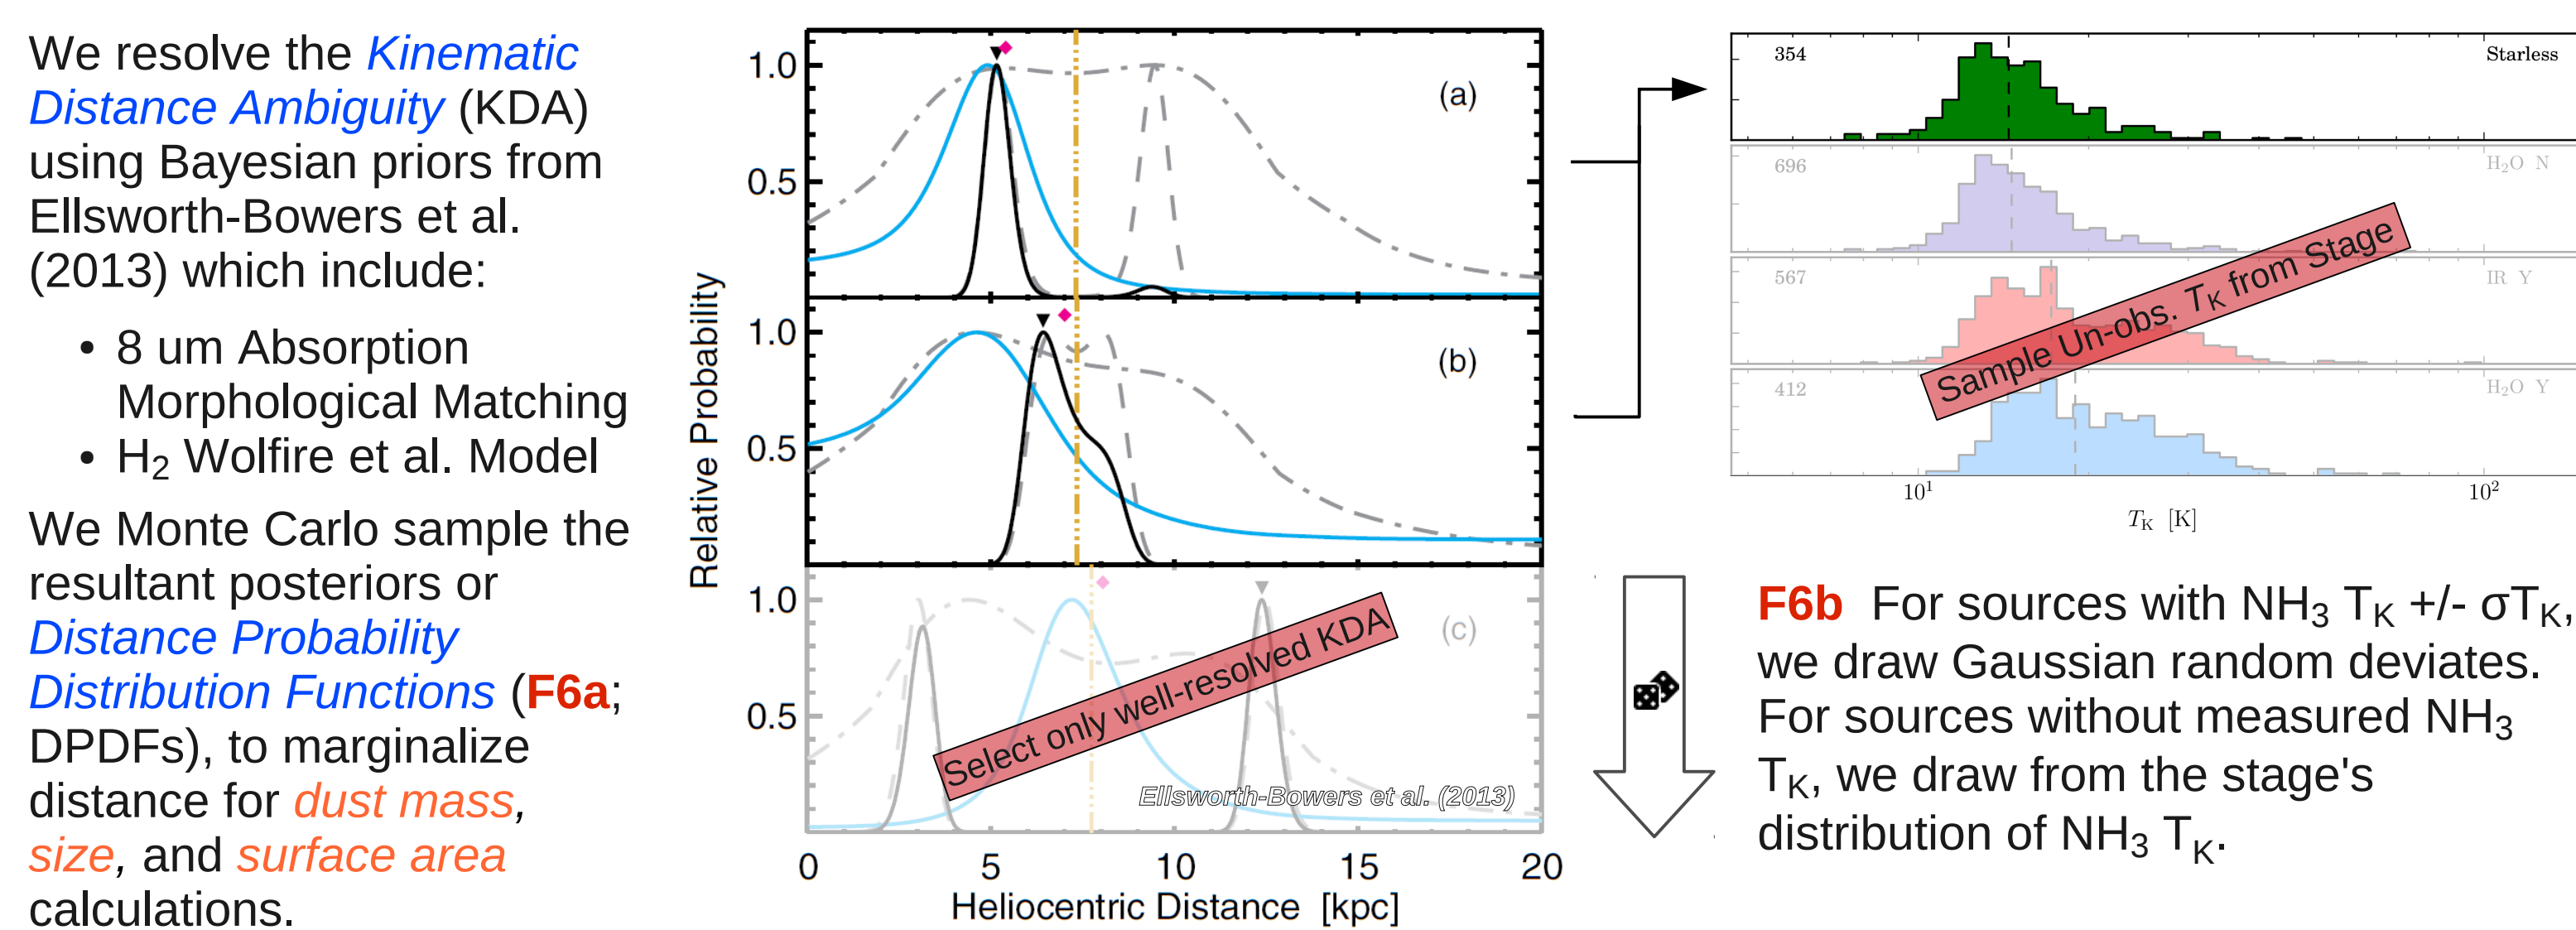 We resolve the Kinematic
Distance Ambiguity (KDA)
using Bayesian priors from
Ellsworth-Bowers et al.
(2013) which include:
• 8 um Absorption
Morphological Matching
• H₂ Wolfire et al. Model
We Monte Carlo sample the
resultant posteriors or
Distance Probability
Distribution Functions (F6a;
DPDFs), to marginalize
distance for dust mass,
size, and surface area
calculations.
Relative Probability
1.0
0.5
(a)
1.0
0.5
(b)
1.0
0.5
(c)
Select only well-resolved KDA
Ellsworth-Bowers et al. (2013)
0 5 10 15 20
Heliocentric Distance [kpc]
354 Starless
696 H₂O N
567 IR Y
412 H₂O Y
Sample Un-obs. T_K from Stage
10¹ 10²
T_K [K]
F6b For sources with NH₃ T_K +/- σT_K,
we draw Gaussian random deviates.
For sources without measured NH₃
T_K, we draw from the stage's
distribution of NH₃ T_K.